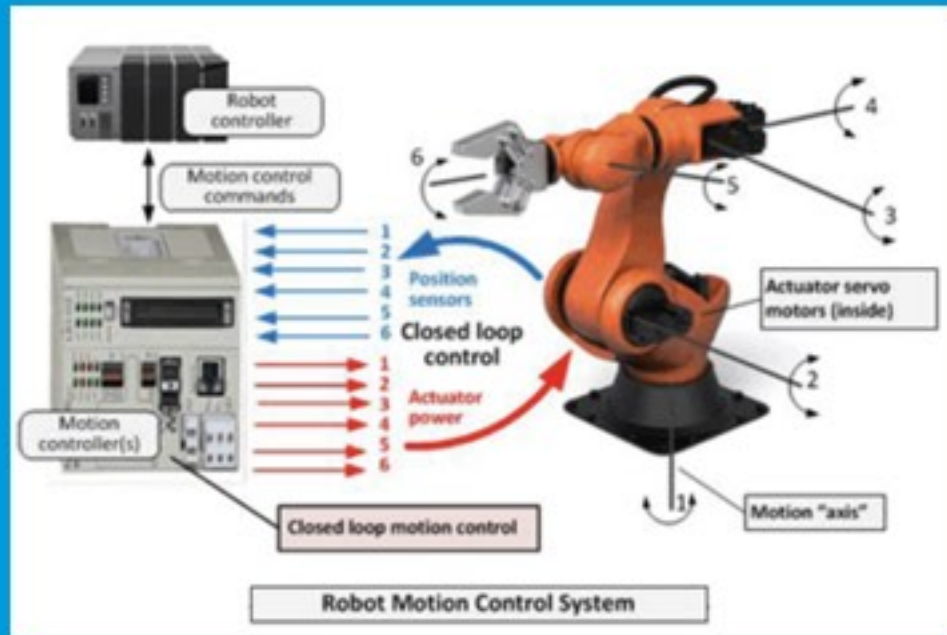 Robot
controller
Motion control
commands
Motion
controller(s)
1
2
3
4
5
6
Position
sensors
Closed loop
control
1
2
3
4
5
6
Actuator
power
Closed loop motion control
6
4
5
3
Actuator servo
motors (inside)
2
1
Motion "axis"
Robot Motion Control System